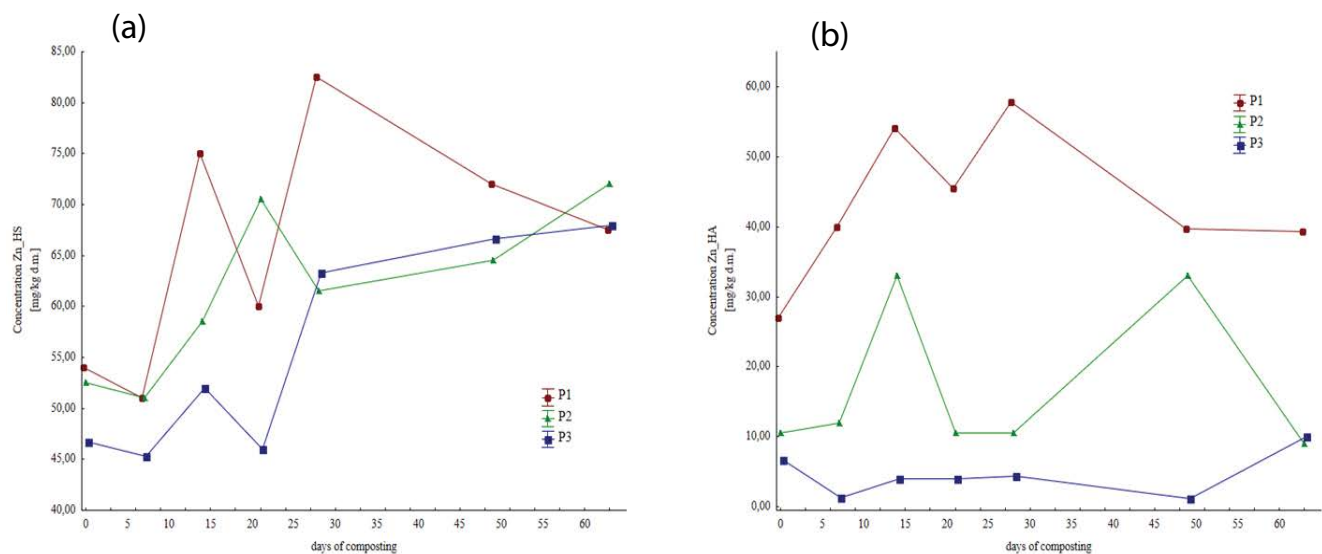 (a)
85,00
80,00
75,00
70,00
65,00
60,00
55,00
50,00
45,00
40,00
Concentration Zn_HS
[mg/kg d.m.]
P1
P2
P3
0 5 10 15 20 25 30 35 40 45 50 55 60
days of composting
(b)
60,00
50,00
40,00
30,00
20,00
10,00
0,00
Concentration Zn_HA
[mg/kg d.m.]
P1
P2
P3
0 5 10 15 20 25 30 35 40 45 50 55 60
days of composting